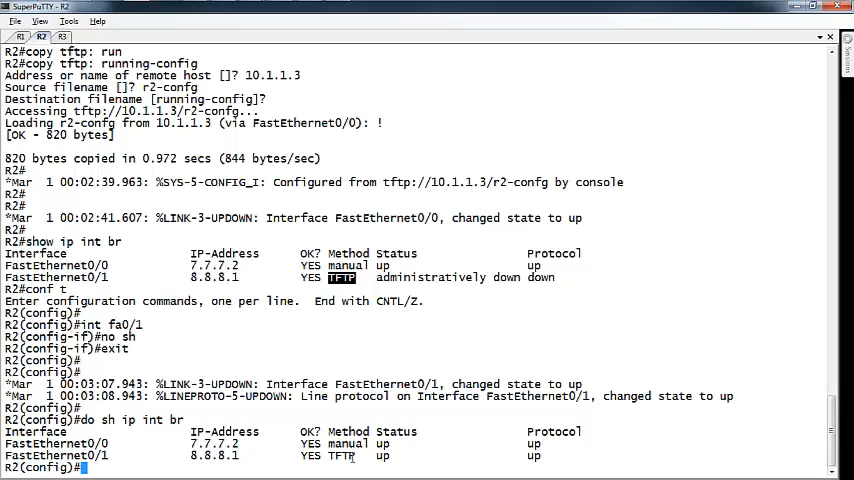 SuperPuTTY - R2
File View Tools Help
R1 R2 R3
Sessions
R2#copy tftp: run
R2#copy tftp: running-config
Address or name of remote host []? 10.1.1.3
Source filename []? r2-confg
Destination filename [running-config]?
Accessing tftp://10.1.1.3/r2-confg...
Loading r2-confg from 10.1.1.3 (via FastEthernet0/0): !
[OK - 820 bytes]
820 bytes copied in 0.972 secs (844 bytes/sec)
R2#
*Mar  1 00:02:39.963: %SYS-5-CONFIG_I: Configured from tftp://10.1.1.3/r2-confg by console
R2#
R2#
*Mar  1 00:02:41.607: %LINK-3-UPDOWN: Interface FastEthernet0/0, changed state to up
R2#
R2#show ip int br
Interface IP-Address OK? Method Status Protocol
FastEthernet0/0 7.7.7.2 YES manual up up
FastEthernet0/1 8.8.8.1 YES TFTP administratively down down
R2#conf t
Enter configuration commands, one per line.  End with CNTL/Z.
R2(config)#
R2(config)#int fa0/1
R2(config-if)#no sh
R2(config-if)#exit
R2(config)#
R2(config)#
*Mar  1 00:03:07.943: %LINK-3-UPDOWN: Interface FastEthernet0/1, changed state to up
*Mar  1 00:03:08.943: %LINEPROTO-5-UPDOWN: Line protocol on Interface FastEthernet0/1, changed state to up
R2(config)#
R2(config)#do sh ip int br
Interface IP-Address OK? Method Status Protocol
FastEthernet0/0 7.7.7.2 YES manual up up
FastEthernet0/1 8.8.8.1 YES TFTP up up
R2(config)#